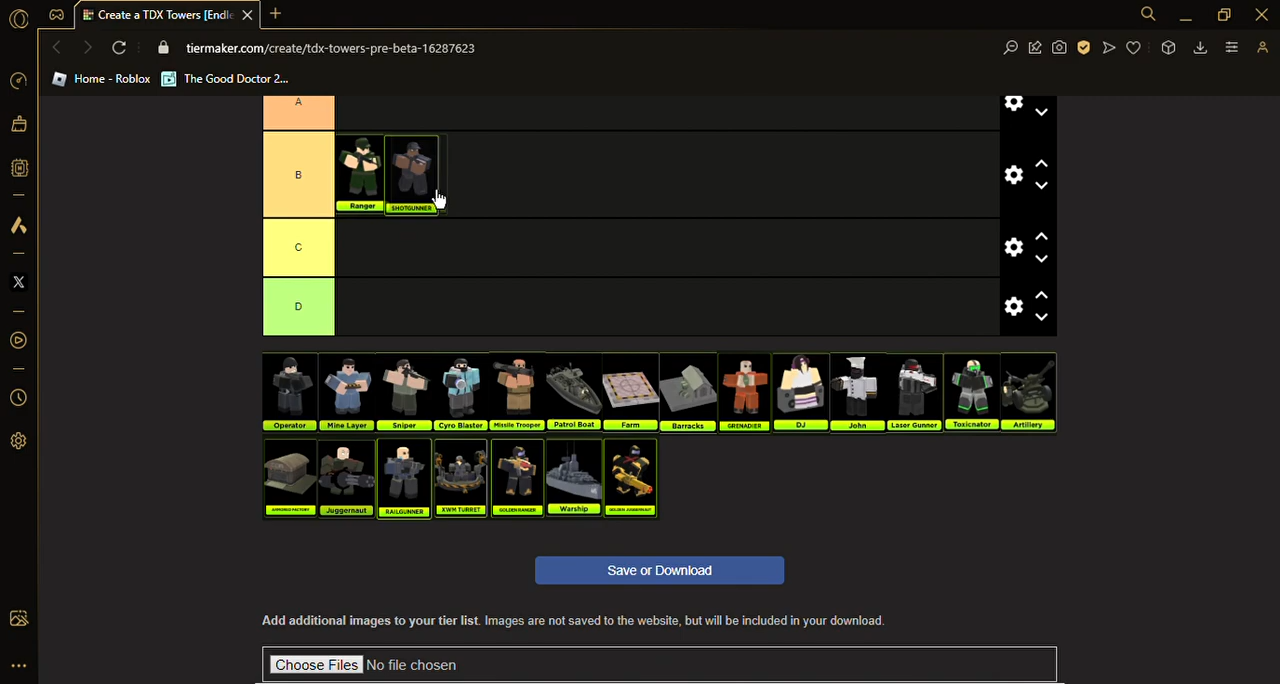 Create a TDX Towers [Endle
tiermaker.com/create/tdx-towers-pre-beta-16287623
Home - Roblox
The Good Doctor 2...
A
B
Ranger
SHOTGUNNER
C
D
Operator
Mine Layer
Sniper
Cyro Blaster
Missile Trooper
Patrol Boat
Farm
Barracks
GRENADIER
DJ
John
Laser Gunner
Toxicnator
Artillery
ARMORED FACTORY
Juggernaut
RAILGUNNER
XWM TURRET
GOLDEN RANGER
Warship
GOLDEN JUGGERNAUT
Save or Download
Add additional images to your tier list. Images are not saved to the website, but will be included in your download.
Choose Files No file chosen